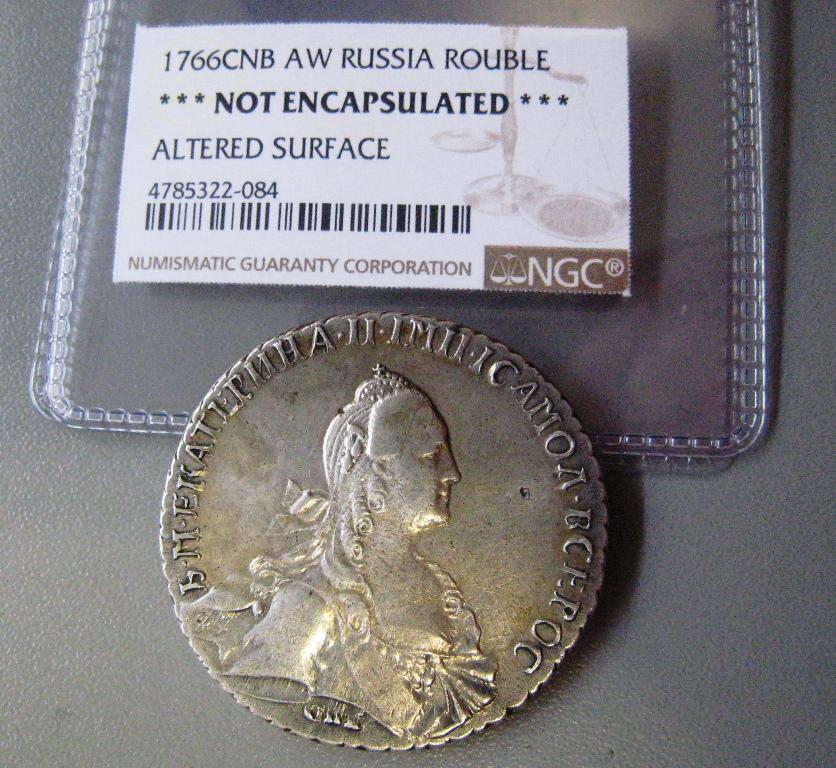 1766CNB AW RUSSIA ROUBLE
*** NOT ENCAPSULATED ***
ALTERED SURFACE
4785322-084
NUMISMATIC GUARANTY CORPORATION NGC®
Б·М·ЕКАТЕРИНА·II·IМП·IСАМОД·ВСЕРОС
СПБ